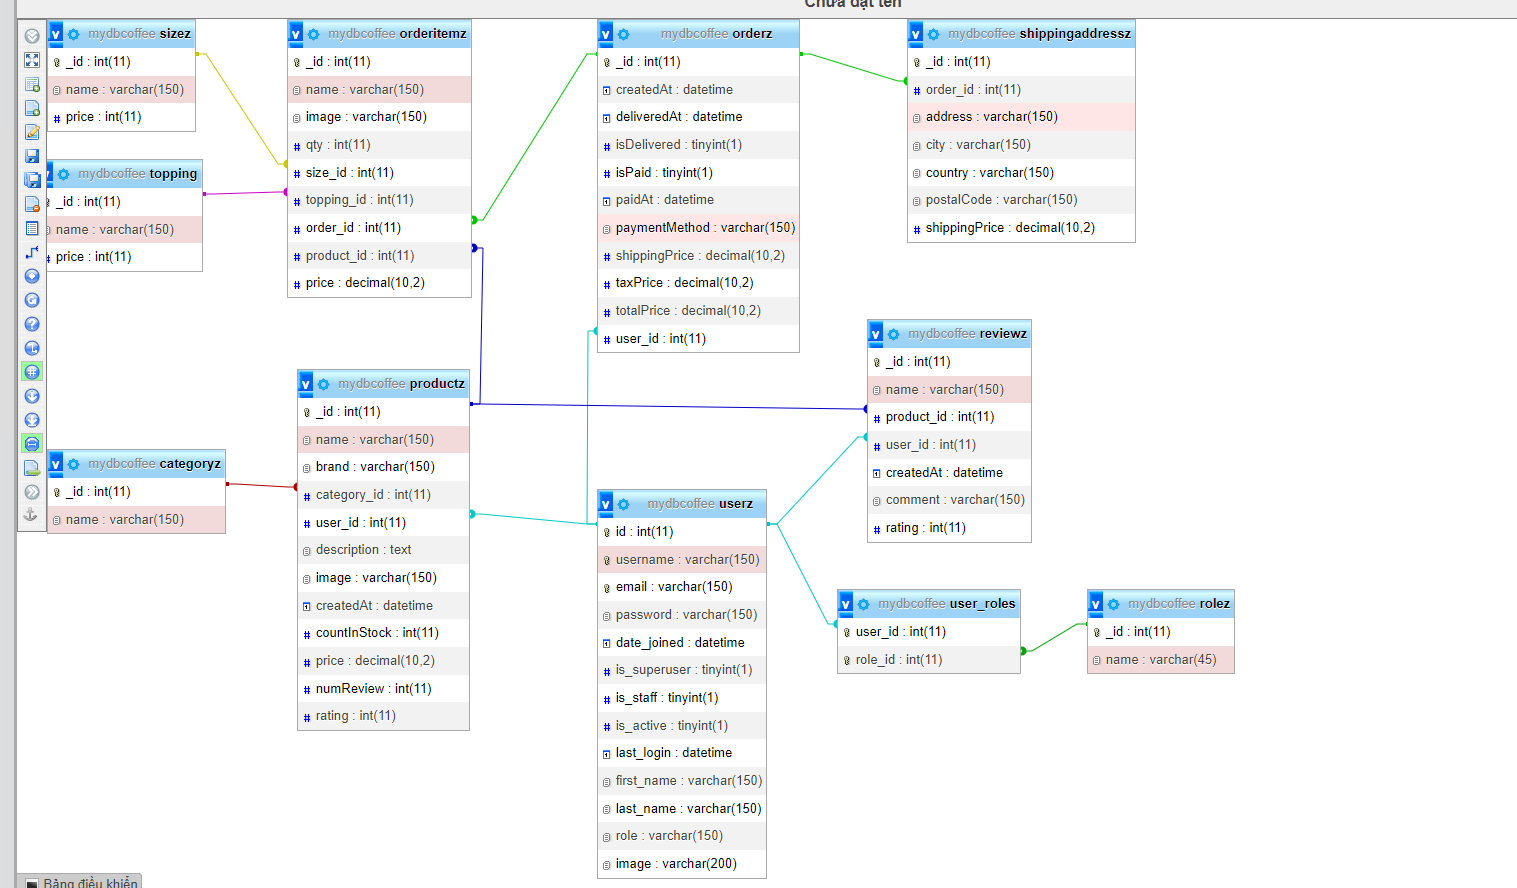 Chưa đặt tên
v mydbcoffee sizez
_id : int(11)
name : varchar(150)
# price : int(11)
v mydbcoffee topping
_id : int(11)
name : varchar(150)
# price : int(11)
v mydbcoffee categoryz
_id : int(11)
name : varchar(150)
v mydbcoffee orderitemz
_id : int(11)
name : varchar(150)
image : varchar(150)
# qty : int(11)
# size_id : int(11)
# topping_id : int(11)
# order_id : int(11)
# product_id : int(11)
# price : decimal(10,2)
v mydbcoffee productz
_id : int(11)
name : varchar(150)
brand : varchar(150)
# category_id : int(11)
# user_id : int(11)
description : text
image : varchar(150)
createdAt : datetime
# countInStock : int(11)
# price : decimal(10,2)
# numReview : int(11)
# rating : int(11)
v mydbcoffee orderz
_id : int(11)
createdAt : datetime
deliveredAt : datetime
# isDelivered : tinyint(1)
# isPaid : tinyint(1)
paidAt : datetime
paymentMethod : varchar(150)
# shippingPrice : decimal(10,2)
# taxPrice : decimal(10,2)
# totalPrice : decimal(10,2)
# user_id : int(11)
v mydbcoffee userz
id : int(11)
username : varchar(150)
email : varchar(150)
password : varchar(150)
date_joined : datetime
# is_superuser : tinyint(1)
# is_staff : tinyint(1)
# is_active : tinyint(1)
last_login : datetime
first_name : varchar(150)
last_name : varchar(150)
role : varchar(150)
image : varchar(200)
v mydbcoffee shippingaddressz
_id : int(11)
# order_id : int(11)
address : varchar(150)
city : varchar(150)
country : varchar(150)
postalCode : varchar(150)
# shippingPrice : decimal(10,2)
v mydbcoffee reviewz
_id : int(11)
name : varchar(150)
# product_id : int(11)
# user_id : int(11)
createdAt : datetime
comment : varchar(150)
# rating : int(11)
v mydbcoffee user_roles
user_id : int(11)
role_id : int(11)
v mydbcoffee rolez
_id : int(11)
name : varchar(45)
Bảng điều khiển